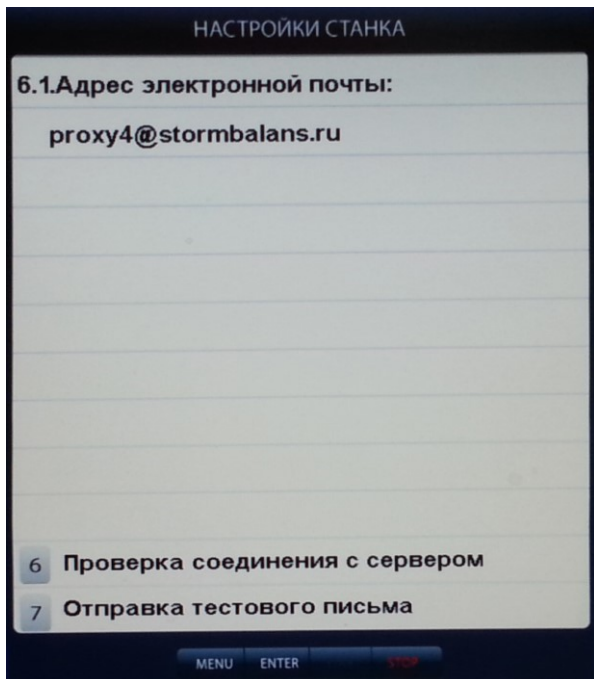 НАСТРОЙКИ СТАНКА
6.1.Адрес электронной почты:
proxy4@stormbalans.ru
6 Проверка соединения с сервером
7 Отправка тестового письма
MENU ENTER STOP